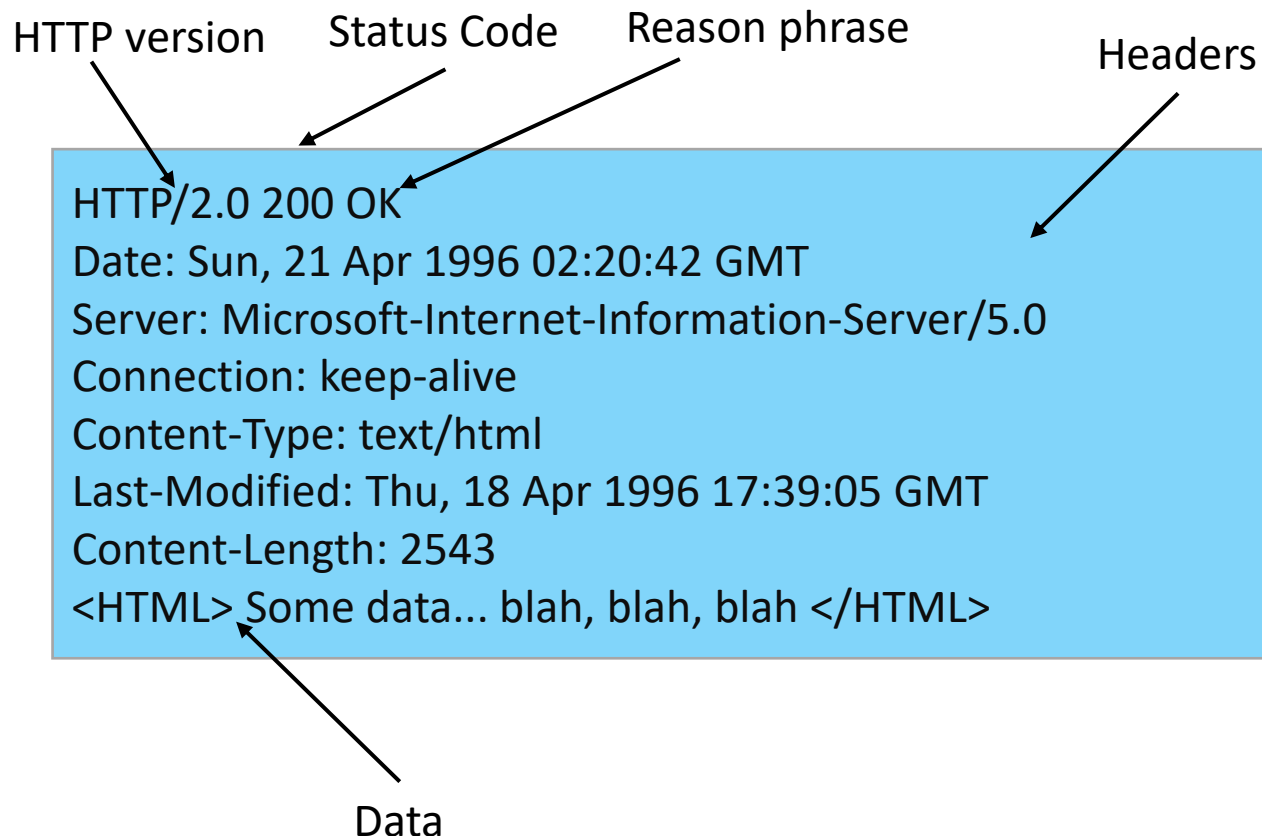 HTTP version Status Code Reason phrase Headers
HTTP/2.0 200 OK
Date: Sun, 21 Apr 1996 02:20:42 GMT
Server: Microsoft-Internet-Information-Server/5.0
Connection: keep-alive
Content-Type: text/html
Last-Modified: Thu, 18 Apr 1996 17:39:05 GMT
Content-Length: 2543
<HTML> Some data... blah, blah, blah </HTML>
Data